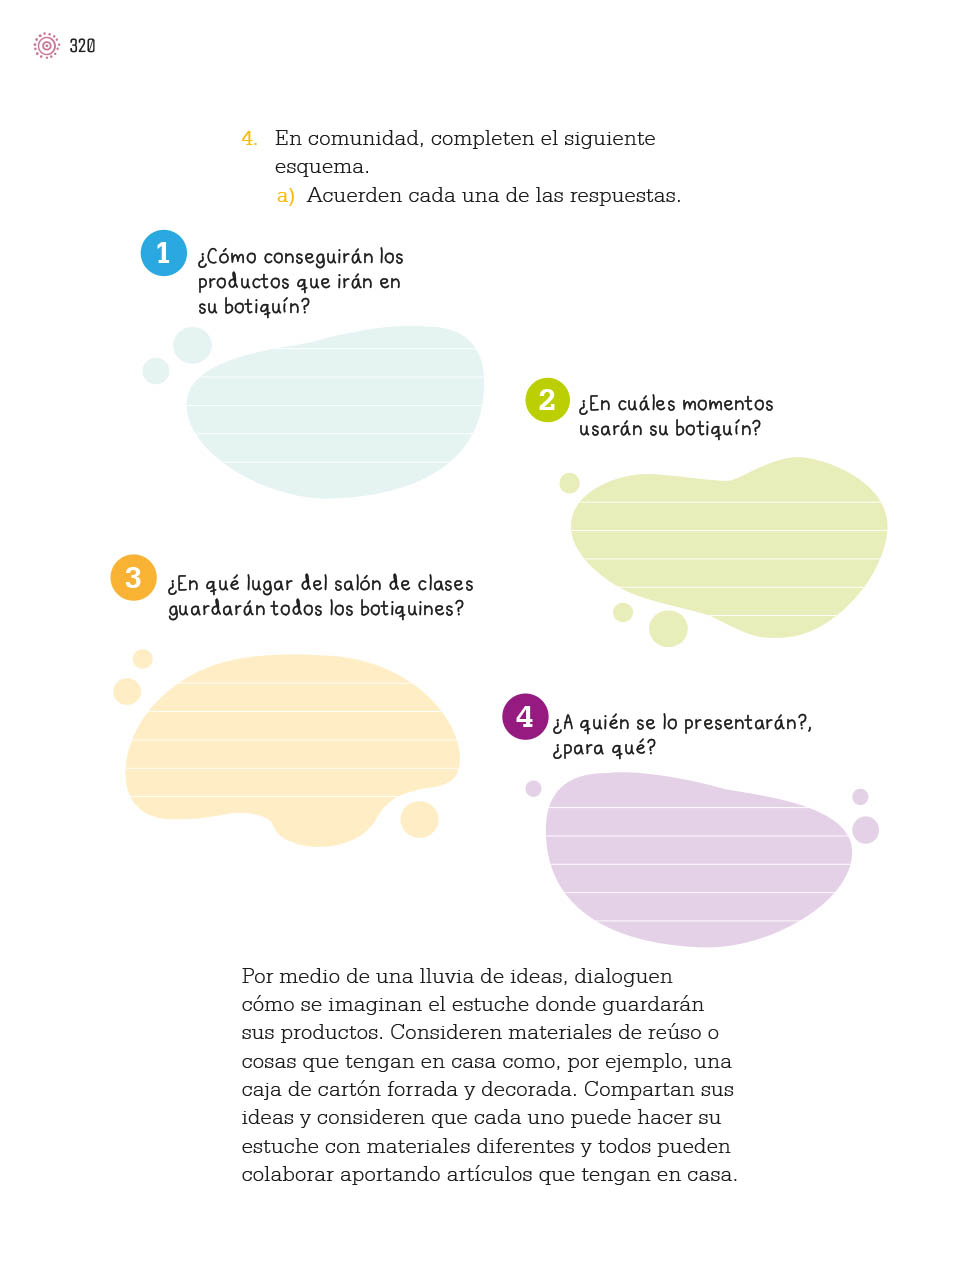 320
4. En comunidad, completen el siguiente
esquema.
a) Acuerden cada una de las respuestas.
1
¿Cómo conseguirán los
productos que irán en
su botiquín?
2
¿En cuáles momentos
usarán su botiquín?
3
¿En qué lugar del salón de clases
guardarán todos los botiquines?
4
¿A quién se lo presentarán?,
¿para qué?
Por medio de una lluvia de ideas, dialoguen
cómo se imaginan el estuche donde guardarán
sus productos. Consideren materiales de reúso o
cosas que tengan en casa como, por ejemplo, una
caja de cartón forrada y decorada. Compartan sus
ideas y consideren que cada uno puede hacer su
estuche con materiales diferentes y todos pueden
colaborar aportando artículos que tengan en casa.